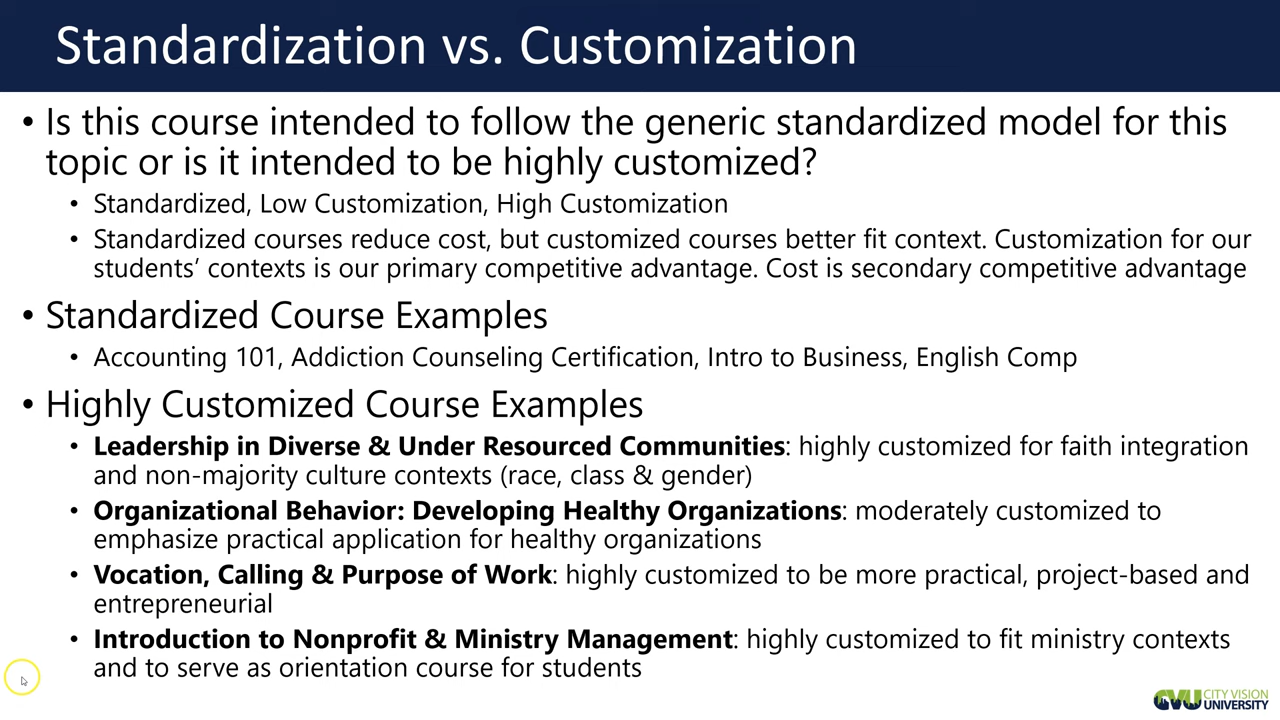 Standardization vs. Customization
• Is this course intended to follow the generic standardized model for this
topic or is it intended to be highly customized?
• Standardized, Low Customization, High Customization
• Standardized courses reduce cost, but customized courses better fit context. Customization for our
students’ contexts is our primary competitive advantage. Cost is secondary competitive advantage
• Standardized Course Examples
• Accounting 101, Addiction Counseling Certification, Intro to Business, English Comp
• Highly Customized Course Examples
• Leadership in Diverse & Under Resourced Communities: highly customized for faith integration
and non-majority culture contexts (race, class & gender)
• Organizational Behavior: Developing Healthy Organizations: moderately customized to
emphasize practical application for healthy organizations
• Vocation, Calling & Purpose of Work: highly customized to be more practical, project-based and
entrepreneurial
• Introduction to Nonprofit & Ministry Management: highly customized to fit ministry contexts
and to serve as orientation course for students
CVU CITY VISION
UNIVERSITY